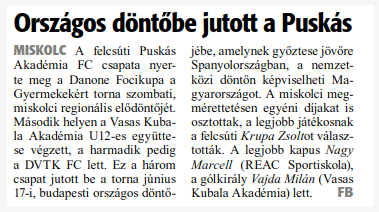 Országos döntőbe jutott a Puskás
MISKOLC A felcsúti Puskás
Akadémia FC csapata nyer-
te meg a Danone Focikupa a
Gyermekekért torna szombati,
miskolci regionális elődöntőjét.
Második helyen a Vasas Kuba-
la Akadémia U12-es együtte-
se végzett, a harmadik pedig
a DVTK FC lett. Ez a három
csapat jutott be a torna június
17-i, budapesti országos döntő-
jébe, amelynek győztese jövőre
Spanyolországban, a nemzet-
közi döntőn képviselheti Ma-
gyarországot. A miskolci meg-
mérettetésen egyéni díjakat is
osztottak, a legjobb játékosnak
a felcsúti Krupa Zsoltot válasz-
tották. A legjobb kapus Nagy
Marcell (REAC Sportiskola),
a gólkirály Vajda Milán (Vasas
Kubala Akadémia) lett. FB